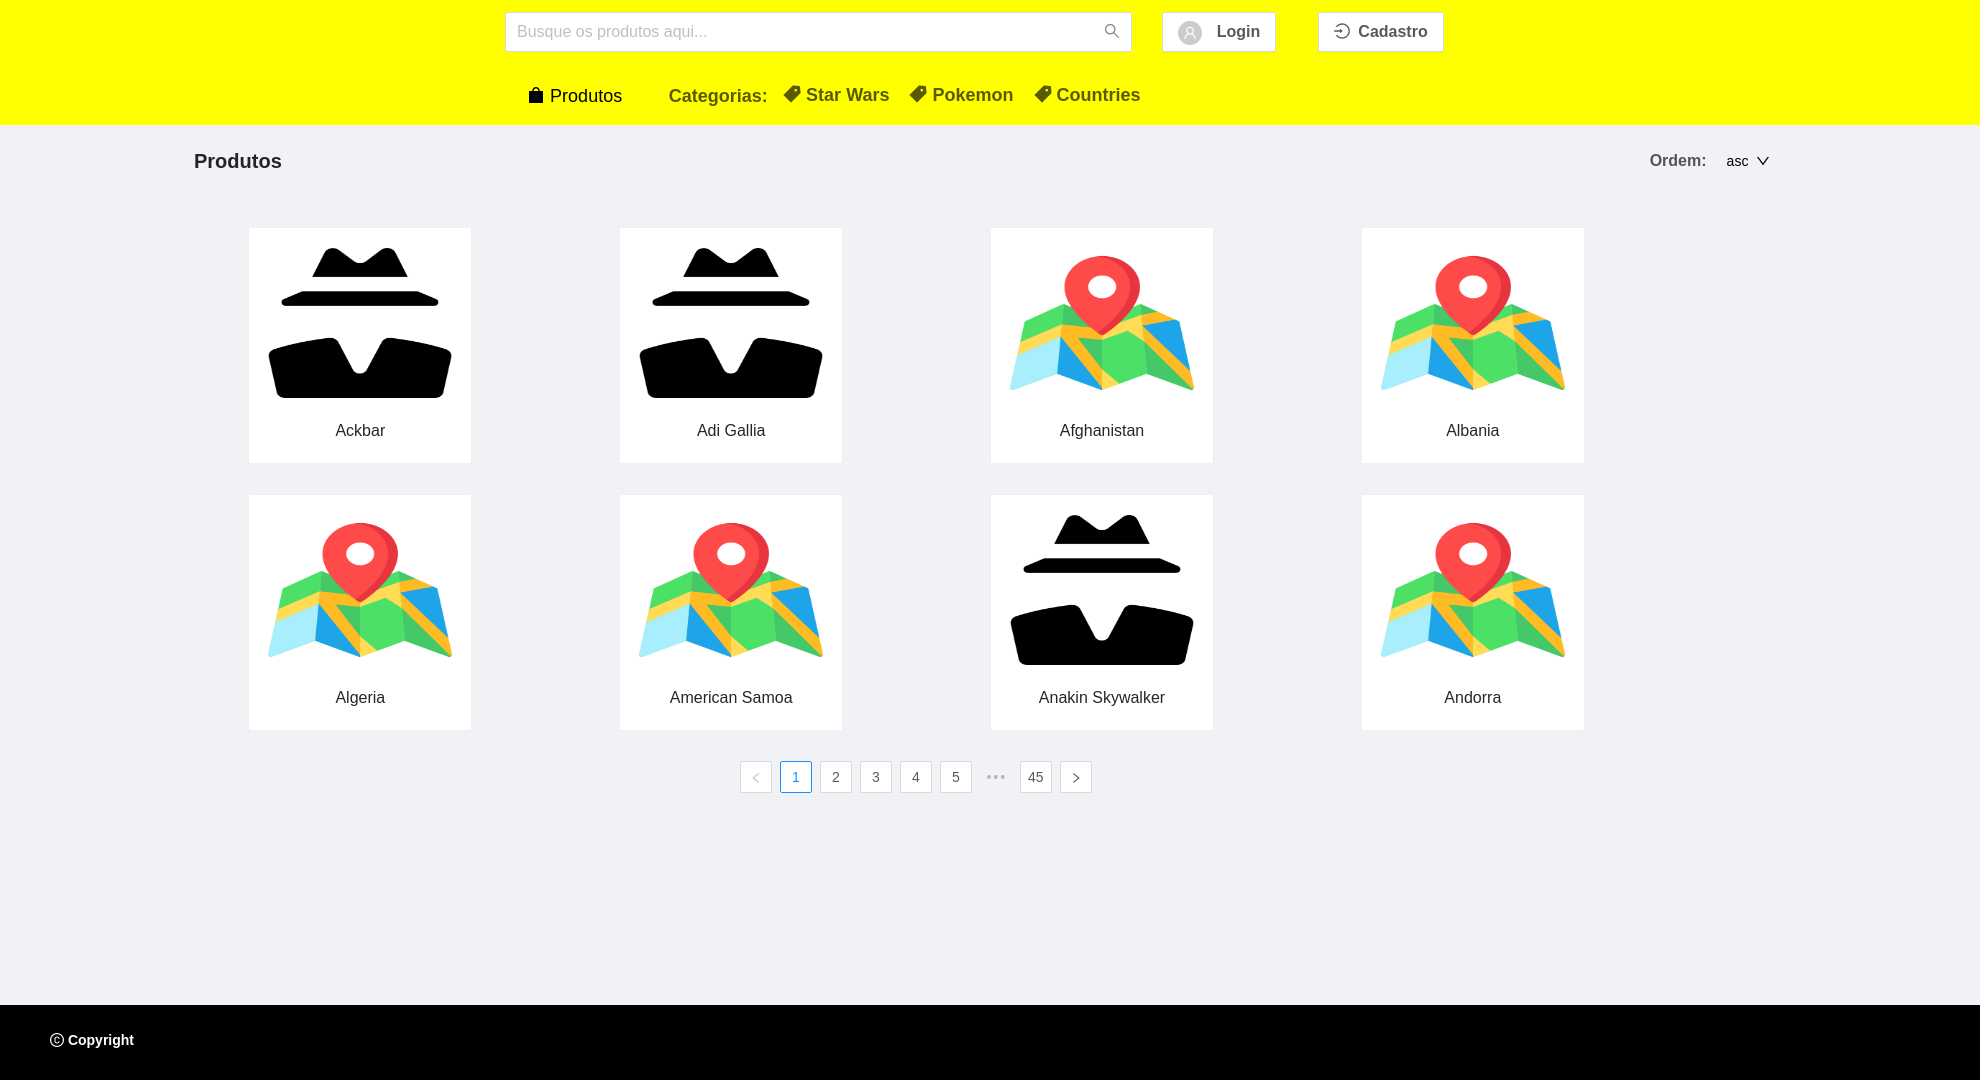 Busque os produtos aqui...
Login
Cadastro
Produtos
Categorias:
Star Wars
Pokemon
Countries
Produtos
Ordem:
asc
Ackbar
Adi Gallia
Afghanistan
Albania
Algeria
American Samoa
Anakin Skywalker
Andorra
1 2 3 4 5 ••• 45
© Copyright